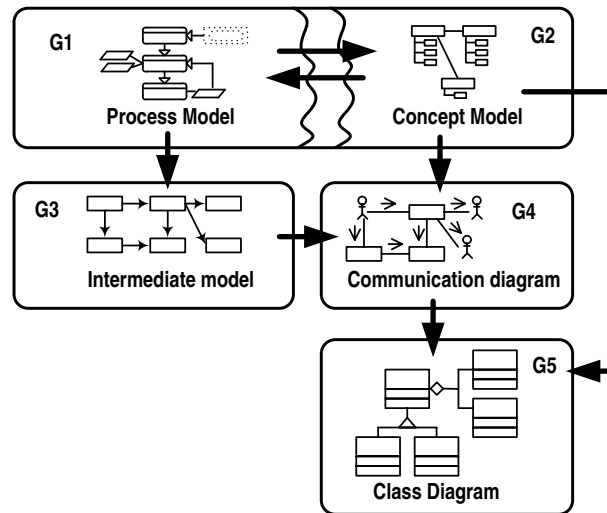 G1
G2
Process Model
Concept Model
G3
G4
Intermediate model
Communication diagram
G5
Class Diagram